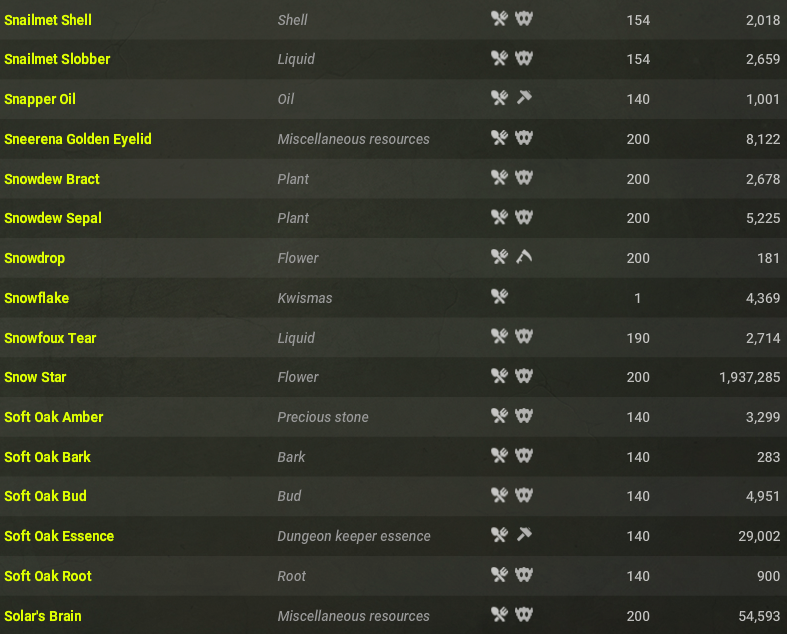 Snailmet Shell Shell 154 2,018
Snailmet Slobber Liquid 154 2,659
Snapper Oil Oil 140 1,001
Sneerena Golden Eyelid Miscellaneous resources 200 8,122
Snowdew Bract Plant 200 2,678
Snowdew Sepal Plant 200 5,225
Snowdrop Flower 200 181
Snowflake Kwismas 1 4,369
Snowfoux Tear Liquid 190 2,714
Snow Star Flower 200 1,937,285
Soft Oak Amber Precious stone 140 3,299
Soft Oak Bark Bark 140 283
Soft Oak Bud Bud 140 4,951
Soft Oak Essence Dungeon keeper essence 140 29,002
Soft Oak Root Root 140 900
Solar's Brain Miscellaneous resources 200 54,593